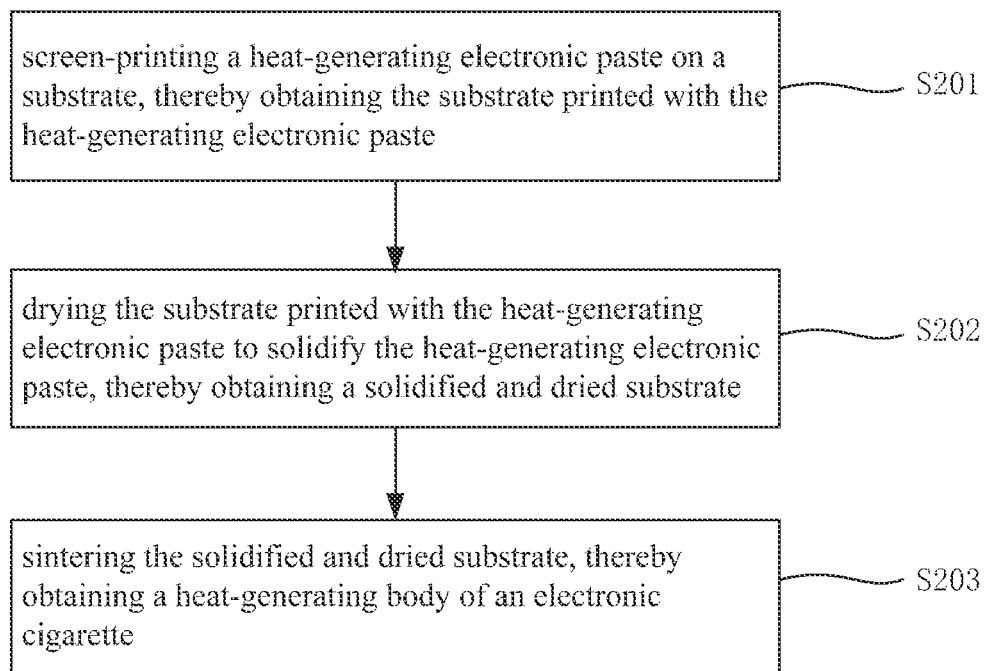 screen-printing a heat-generating electronic paste on a
substrate, thereby obtaining the substrate printed with the
heat-generating electronic paste
S201
drying the substrate printed with the heat-generating
electronic paste to solidify the heat-generating electronic
paste, thereby obtaining a solidified and dried substrate
S202
sintering the solidified and dried substrate, thereby
obtaining a heat-generating body of an electronic
cigarette
S203